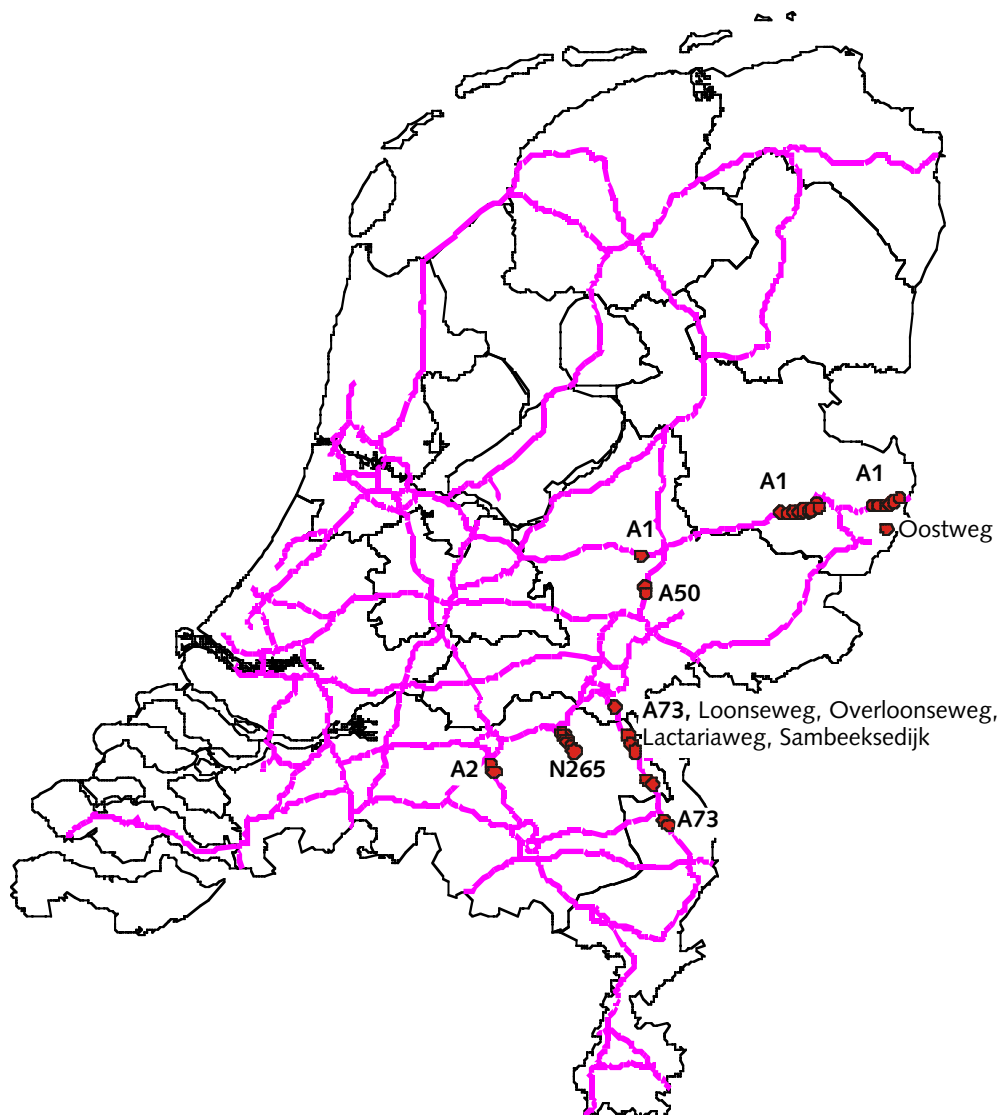 A1
A1
Oostweg
A1
A50
A73, Loonseweg, Overloonseweg,
Lactariaweg, Sambeeksedijk
A2
N265
A73